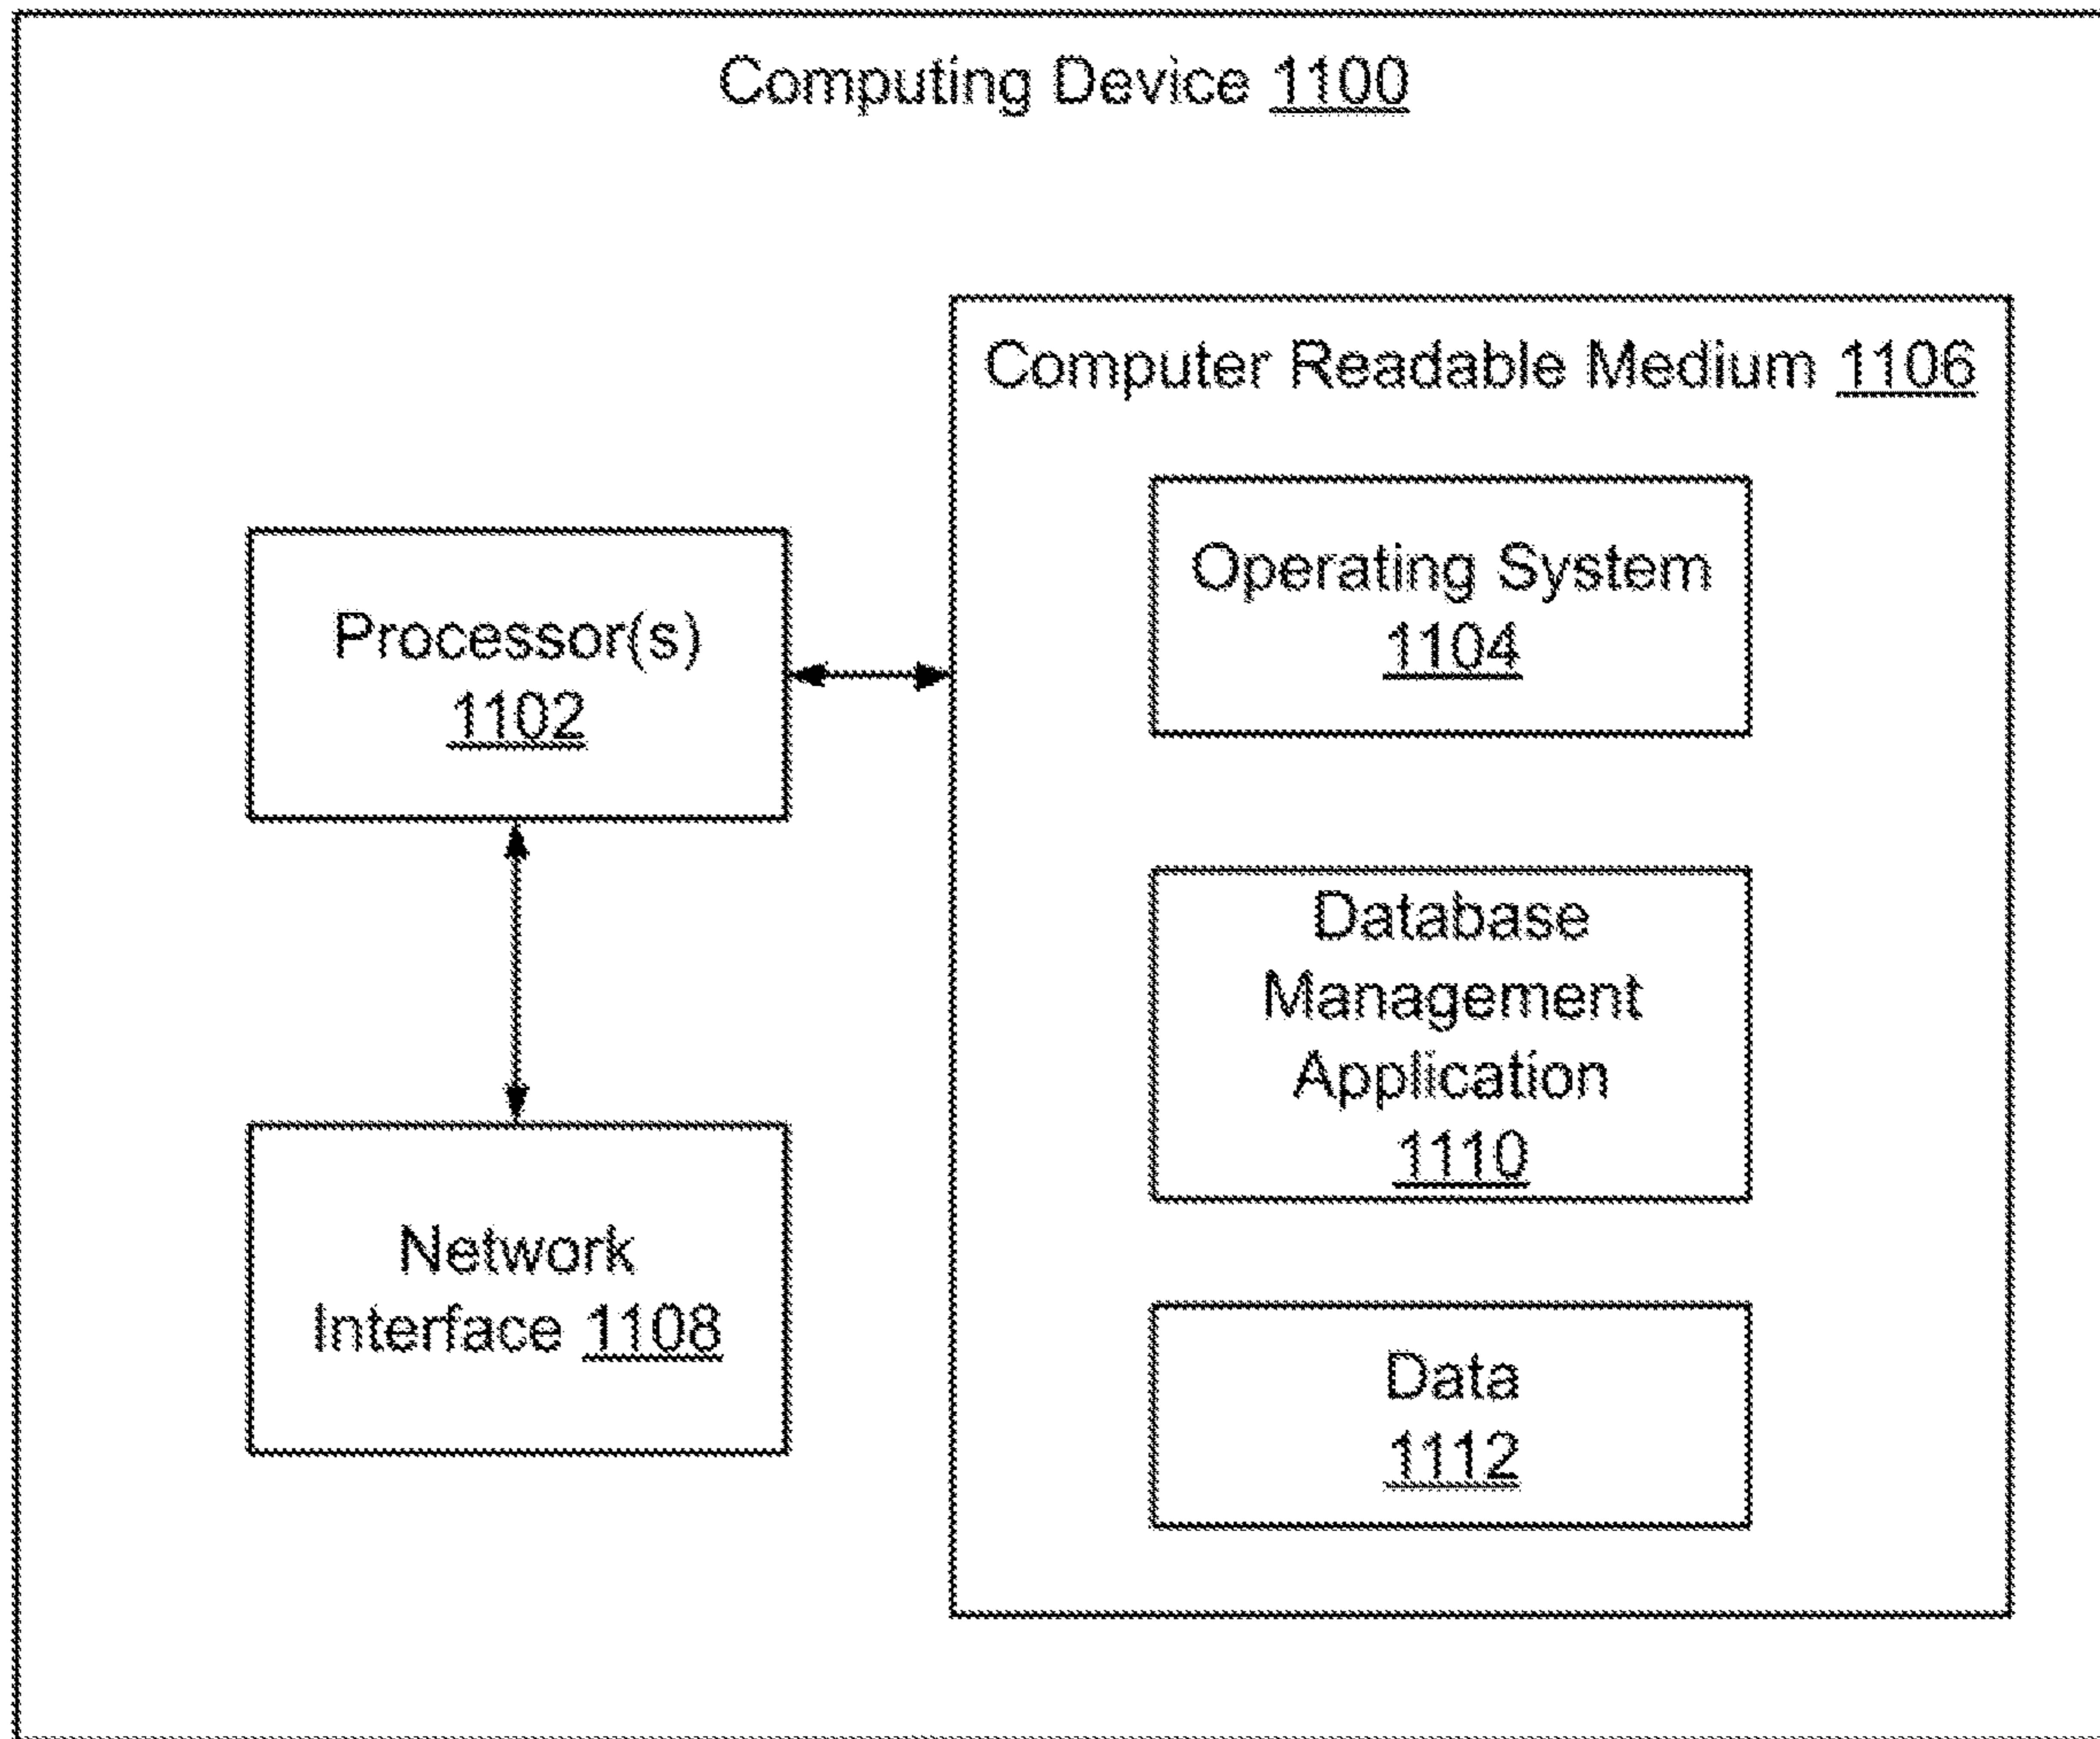 Computing Device 1100
Computer Readable Medium 1106
Operating System
1104
Processor(s)
1102
Database
Management
Application
1110
Network
Interface 1108
Data
1112